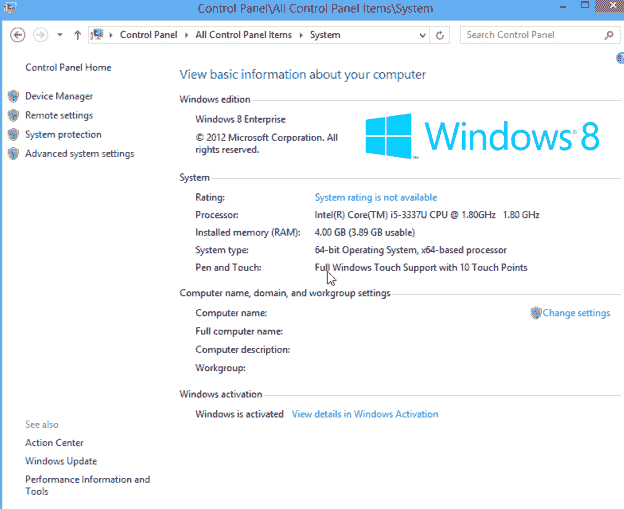 Control Panel\All Control Panel Items\System
Control Panel All Control Panel Items System
Search Control Panel
Control Panel Home
Device Manager
Remote settings
System protection
Advanced system settings
View basic information about your computer
Windows edition
Windows 8 Enterprise
© 2012 Microsoft Corporation. All
rights reserved.
Windows 8
System
Rating: System rating is not available
Processor: Intel(R) Core(TM) i5-3337U CPU @ 1.80GHz 1.80 GHz
Installed memory (RAM): 4.00 GB (3.89 GB usable)
System type: 64-bit Operating System, x64-based processor
Pen and Touch: Full Windows Touch Support with 10 Touch Points
Computer name, domain, and workgroup settings
Computer name: Change settings
Full computer name:
Computer description:
Workgroup:
Windows activation
Windows is activated View details in Windows Activation
See also
Action Center
Windows Update
Performance Information and
Tools